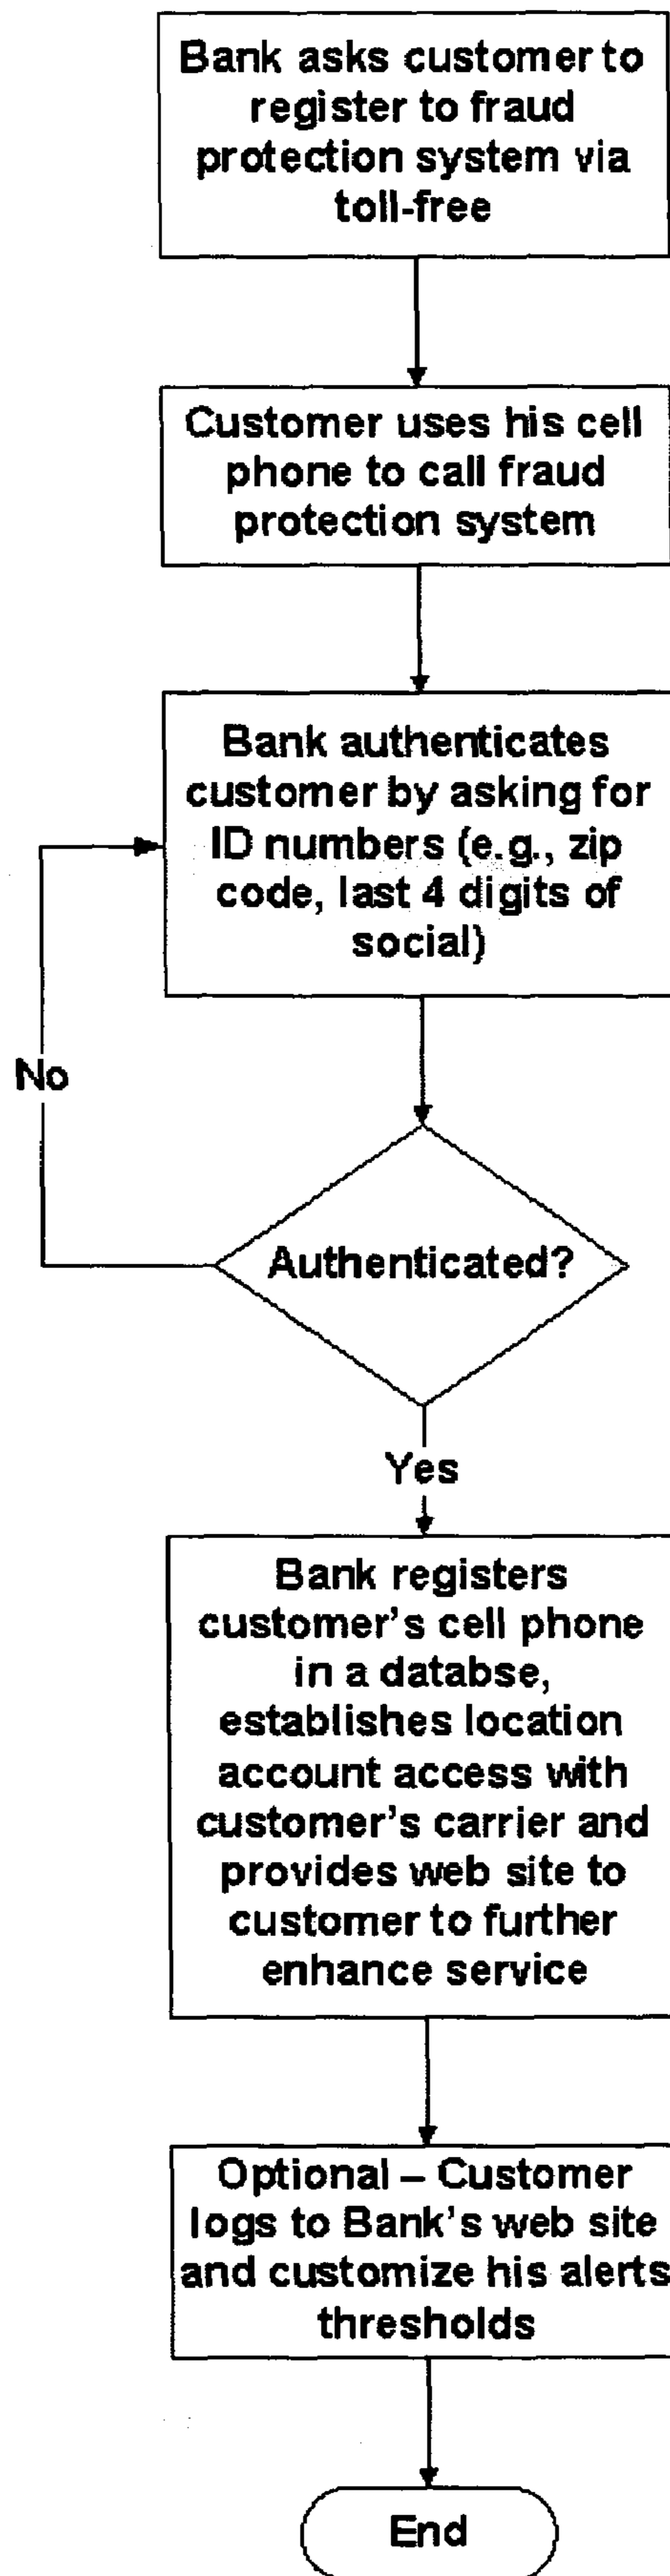 Bank asks customer to
register to fraud
protection system via
toll-free
Customer uses his cell
phone to call fraud
protection system
Bank authenticates
customer by asking for
ID numbers (e.g., zip
code, last 4 digits of
social)
No
Authenticated?
Yes
Bank registers
customer's cell phone
in a databse,
establishes location
account access with
customer's carrier and
provides web site to
customer to further
enhance service
Optional – Customer
logs to Bank's web site
and customize his alerts
thresholds
End